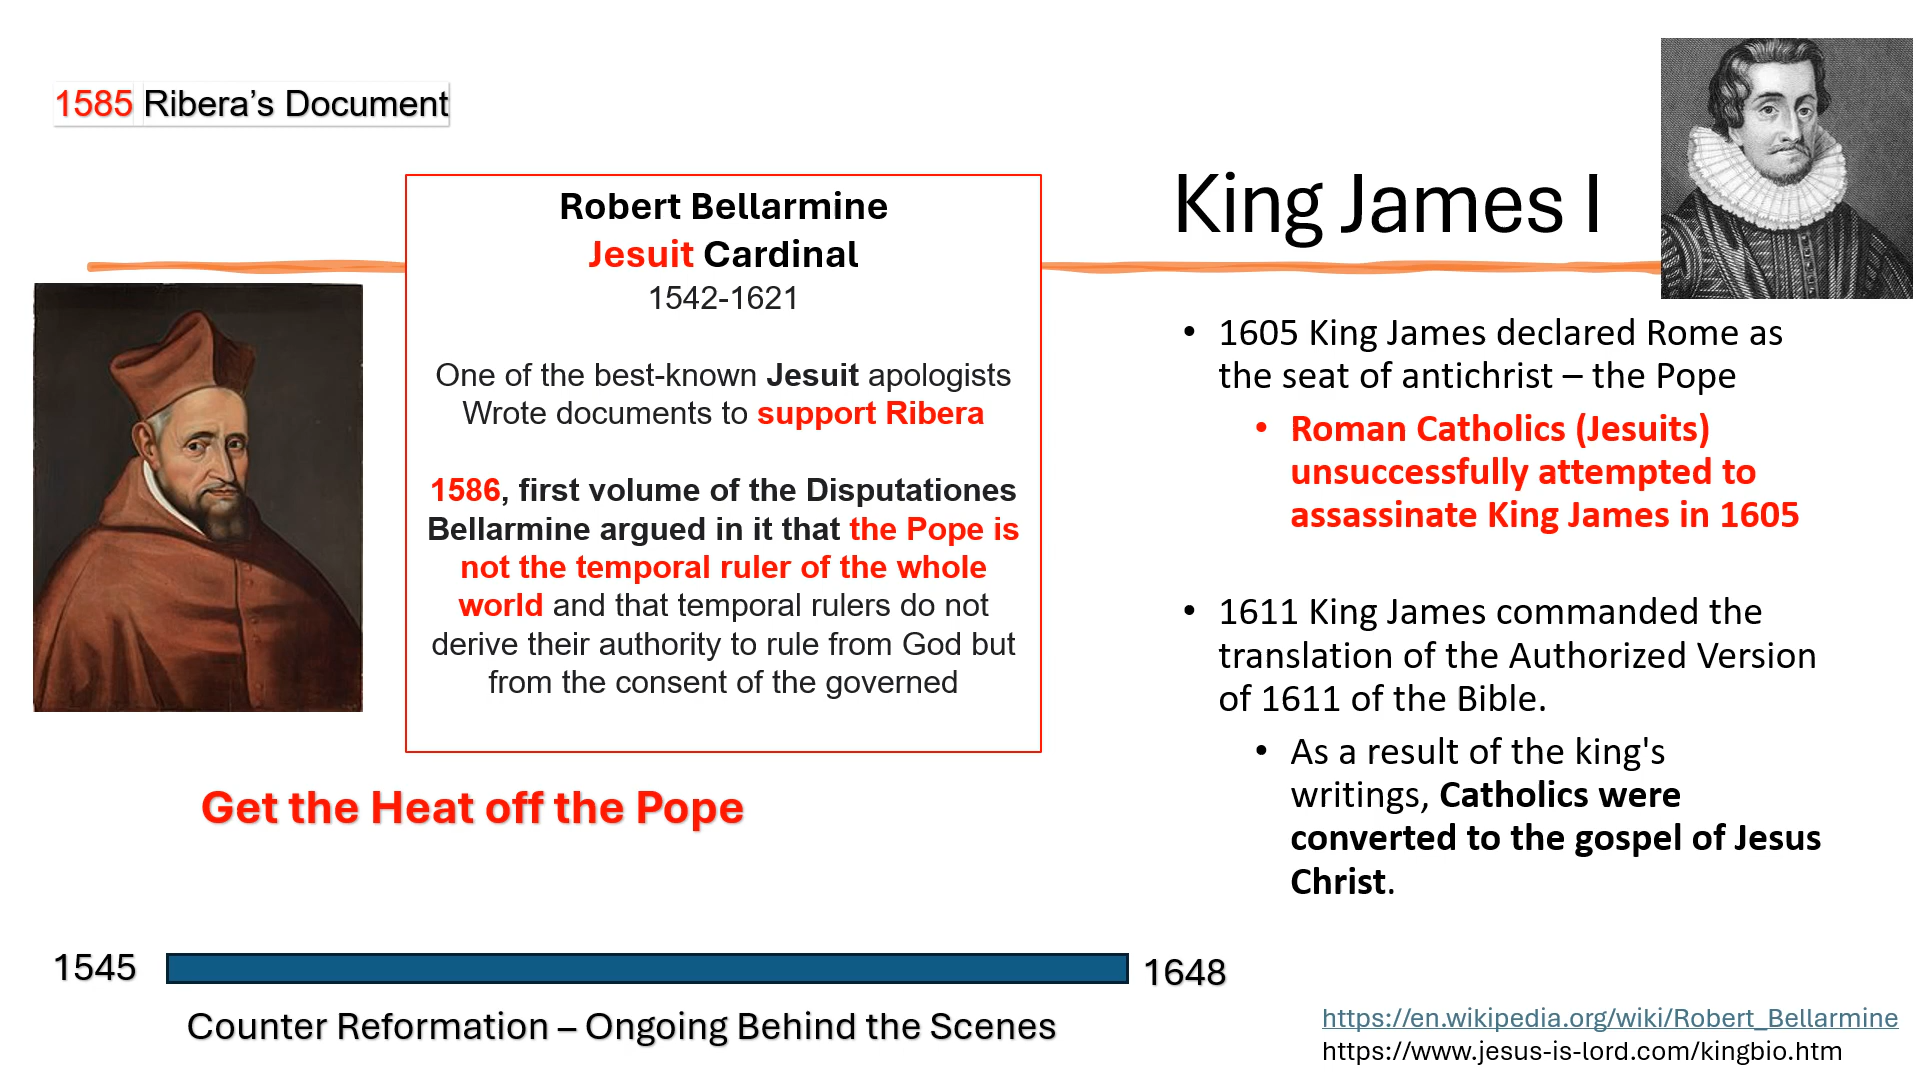 1585 Ribera’s Document
Robert Bellarmine
Jesuit Cardinal
1542-1621
One of the best-known Jesuit apologists
Wrote documents to support Ribera
1586, first volume of the Disputationes
Bellarmine argued in it that the Pope is
not the temporal ruler of the whole
world and that temporal rulers do not
derive their authority to rule from God but
from the consent of the governed
Get the Heat off the Pope
King James I
• 1605 King James declared Rome as
the seat of antichrist – the Pope
• Roman Catholics (Jesuits)
unsuccessfully attempted to
assassinate King James in 1605
• 1611 King James commanded the
translation of the Authorized Version
of 1611 of the Bible.
• As a result of the king's
writings, Catholics were
converted to the gospel of Jesus
Christ.
1545
1648
Counter Reformation – Ongoing Behind the Scenes
https://en.wikipedia.org/wiki/Robert_Bellarmine
https://www.jesus-is-lord.com/kingbio.htm